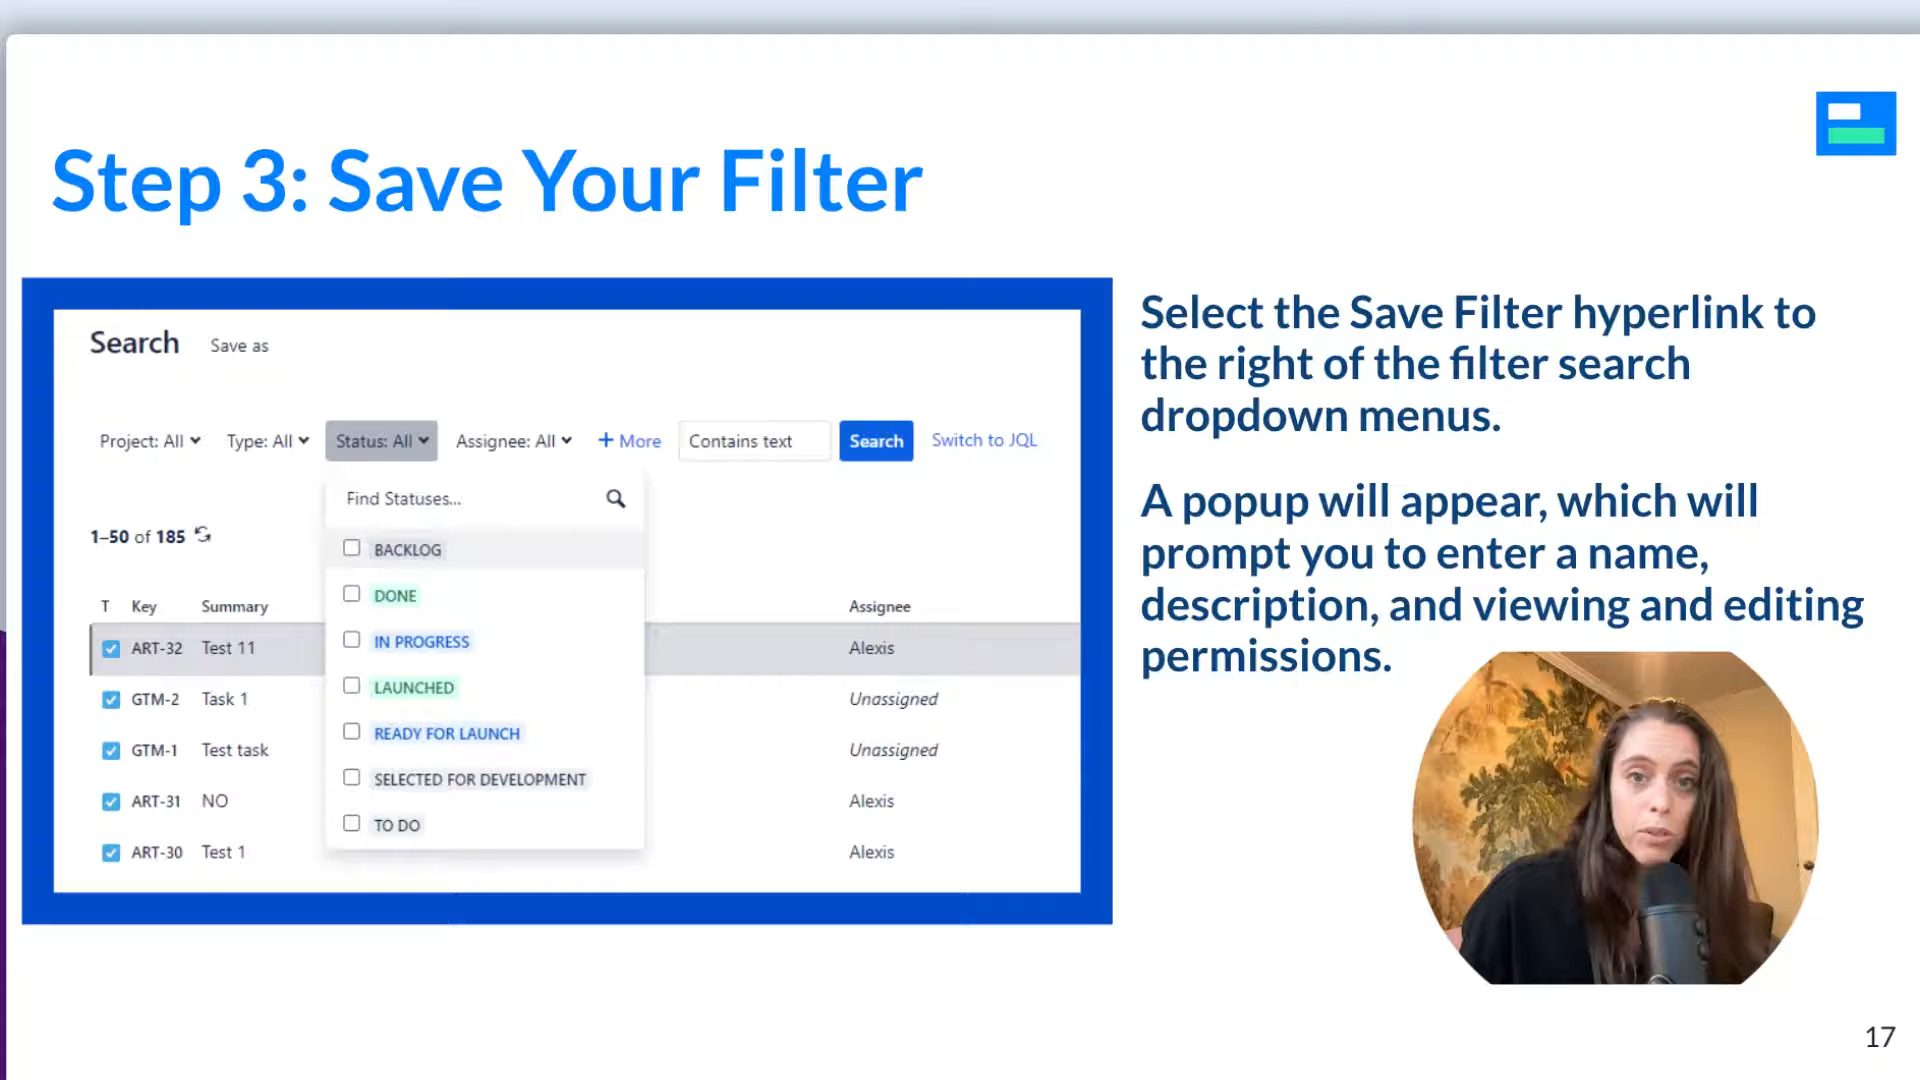 Step 3: Save Your Filter
Search Save as
Project: All Type: All Status: All Assignee: All + More Contains text Search Switch to JQL
Find Statuses...
1–50 of 185
BACKLOG
DONE
IN PROGRESS
LAUNCHED
READY FOR LAUNCH
SELECTED FOR DEVELOPMENT
TO DO
T Key Summary Assignee
ART-32 Test 11 Alexis
GTM-2 Task 1 Unassigned
GTM-1 Test task Unassigned
ART-31 NO Alexis
ART-30 Test 1 Alexis
Select the Save Filter hyperlink to
the right of the filter search
dropdown menus.
A popup will appear, which will
prompt you to enter a name,
description, and viewing and editing
permissions.
17